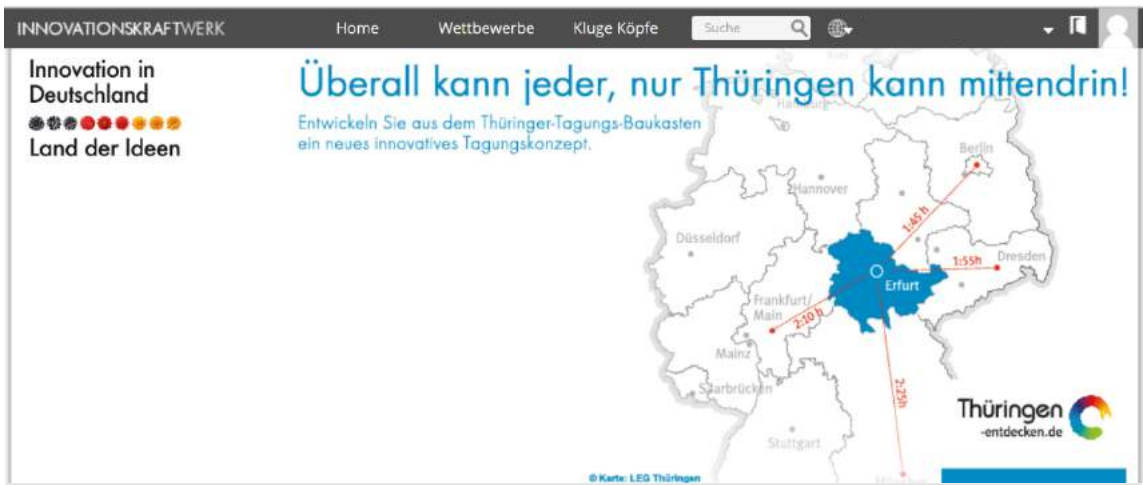 INNOVATIONSKRAFTWERK
Home
Wettbewerbe
Kluge Köpfe
Suche
Innovation in
Deutschland
Land der Ideen
Überall kann jeder, nur Thüringen kann mittendrin!
Entwickeln Sie aus dem Thüringer-Tagungs-Baukasten
ein neues innovatives Tagungskonzept.
Berlin
Hannover
1:45 h
Düsseldorf
1:55h
Dresden
Erfurt
Frankfurt/
Main
2:10 h
Mainz
2:25h
Saarbrücken
Stuttgart
Thüringen
-entdecken.de
© Karte: LEG Thüringen